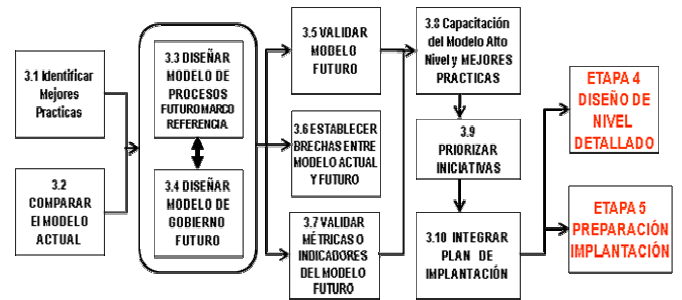 3.1 Identificar
Mejores
Practicas
3.2
COMPARAR
El MODELO
ACTUAL
3.3 DISEÑAR
MODELO DE
PROCESOS
FUTURO MARCO
REFERENCIA.
3.4 DISEÑAR
MODELO DE
GOBIERNO
FUTURO
3.5 VALIDAR
MODELO
FUTURO
3.6 ESTABLECER
BRECHAS ENTRE
MODELO ACTUAL
Y FUTURO
3.7 VALIDAR
MÉTRICAS O
INDICADORES
DEL MODELO
FUTURO
3.8 Capacitación
del Modelo Alto
Nivel y MEJORES
PRACTICAS
3.9
PRIORIZAR
INICIATIVAS
3.10 INTEGRAR
PLAN DE
IMPLANTACIÓN
ETAPA 4
DISEÑO DE
NIVEL
DETALLADO
ETAPA 5
PREPARACIÓN
IMPLANTACIÓN